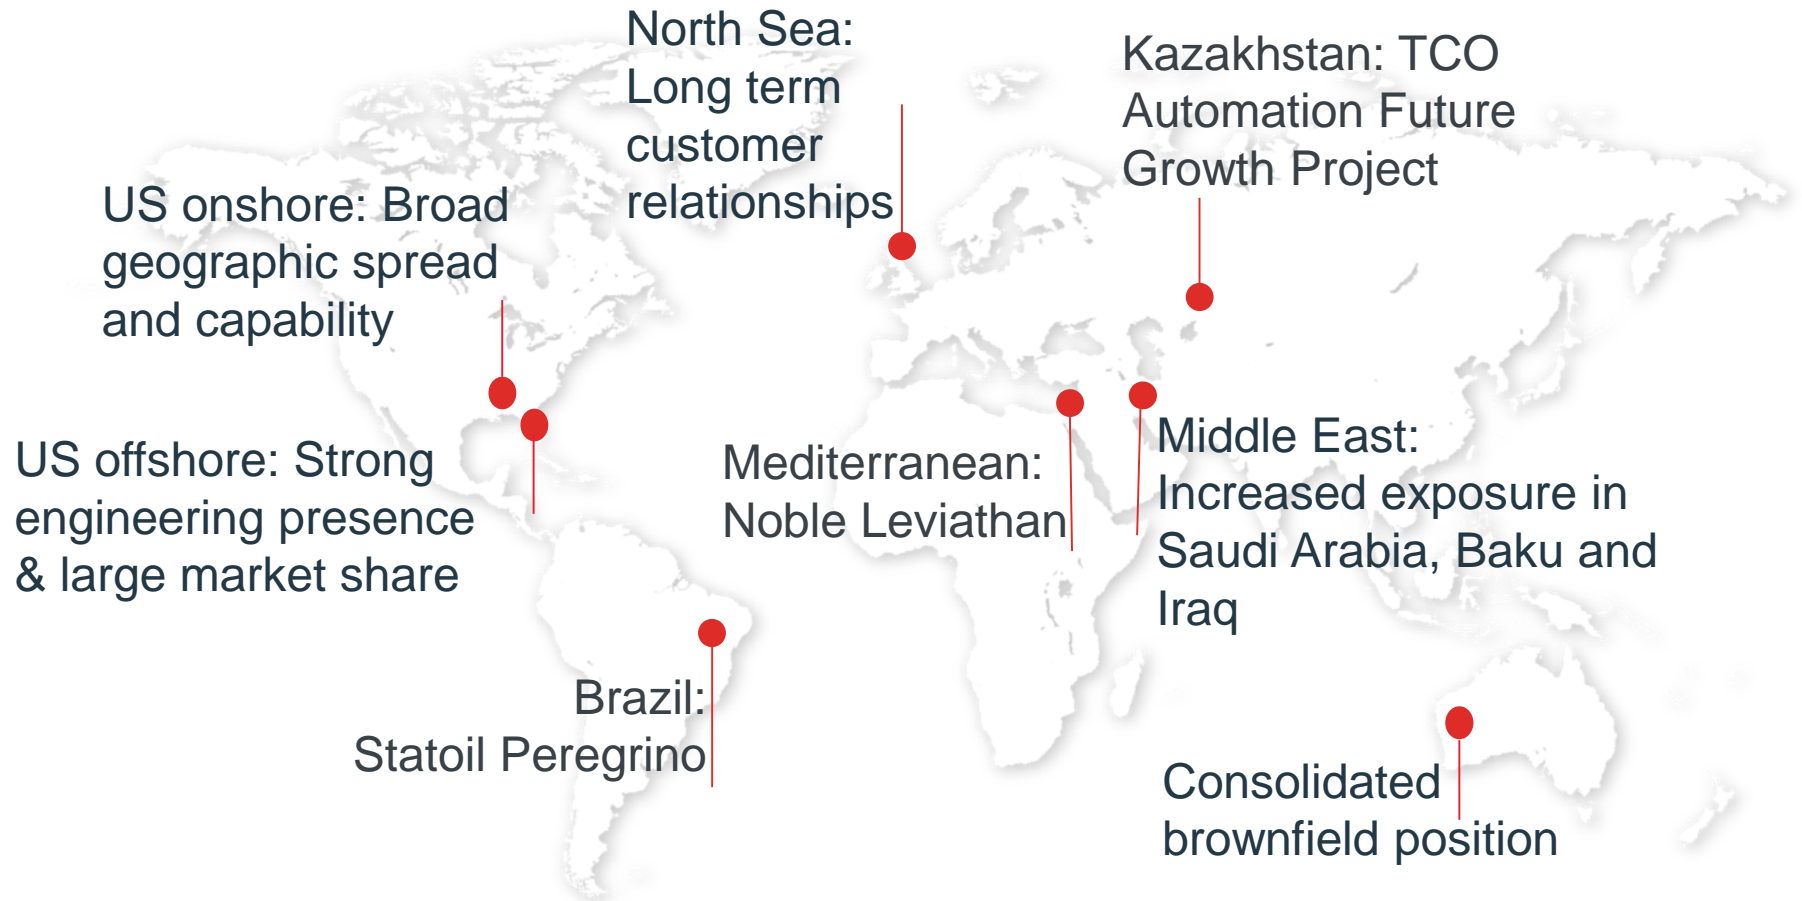 North Sea:
Long term
customer
relationships
Kazakhstan: TCO
Automation Future
Growth Project
US onshore: Broad
geographic spread
and capability
US offshore: Strong
engineering presence
& large market share
Mediterranean:
Noble Leviathan
Middle East:
Increased exposure in
Saudi Arabia, Baku and
Iraq
Brazil:
Statoil Peregrino
Consolidated
brownfield position